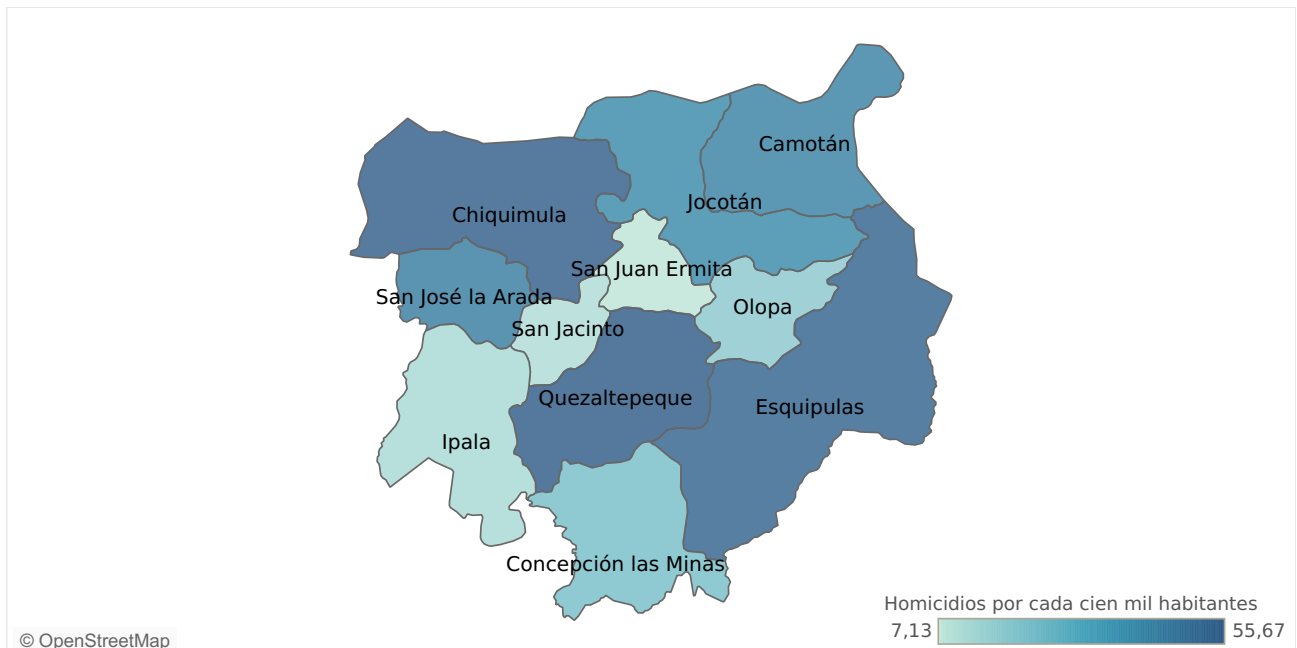 Camotán
Jocotán
Chiquimula
San Juan Ermita
San José la Arada
Olopa
San Jacinto
Quezaltepeque
Esquipulas
Ipala
Concepción las Minas
Homicidios por cada cien mil habitantes
7,13 55,67
© OpenStreetMap